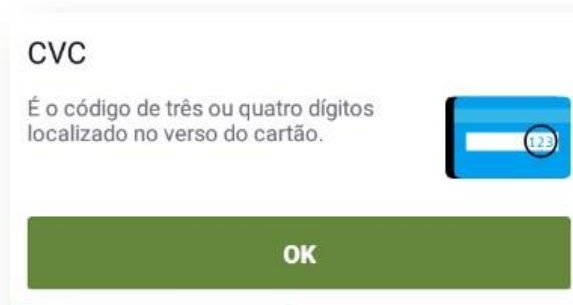 CVC
É o código de três ou quatro dígitos
localizado no verso do cartão.
123
OK